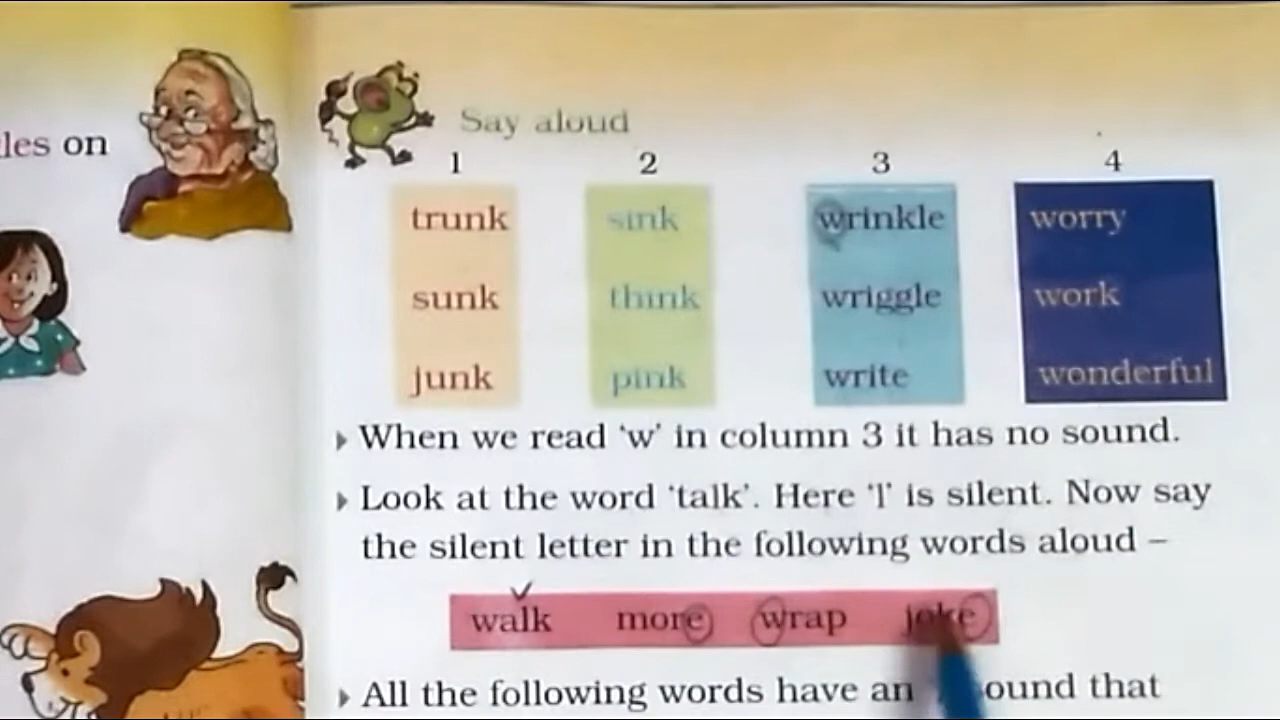 les on
Say aloud
1 2 3 4
trunk sink wrinkle worry
sunk think wriggle work
junk pink write wonderful
When we read ‘w’ in column 3 it has no sound.
Look at the word ‘talk’. Here ‘l’ is silent. Now say
the silent letter in the following words aloud –
walk more wrap joke
All the following words have an ound that